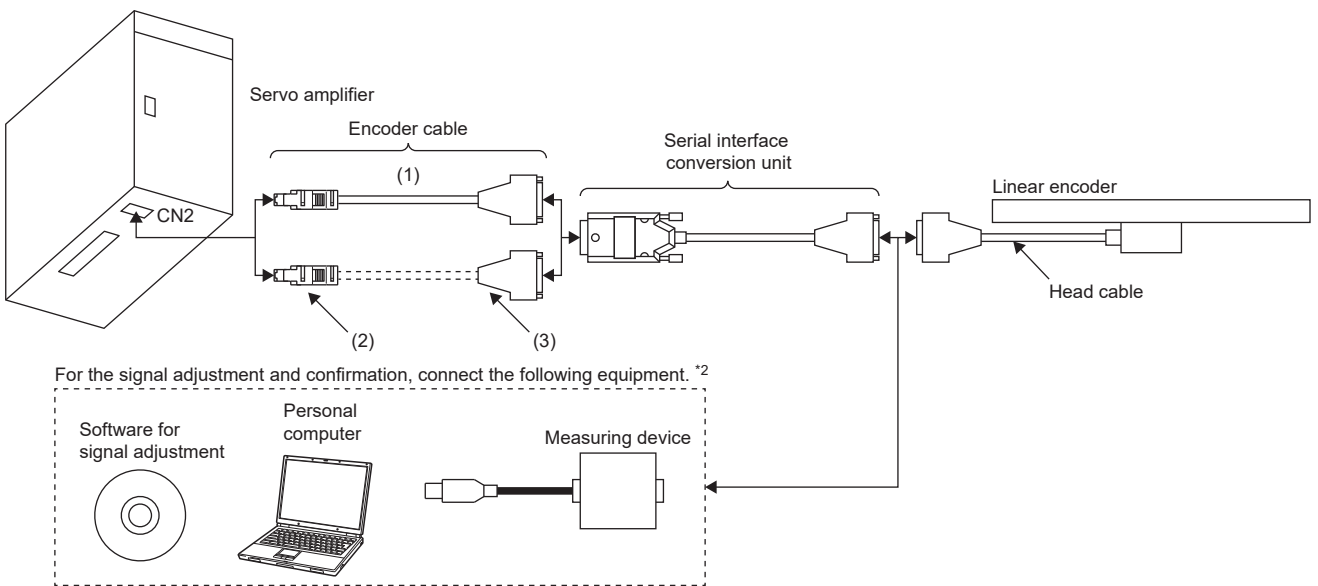 Servo amplifier
Encoder cable
(1)
Serial interface
conversion unit
Linear encoder
CN2
Head cable
(2)
(3)
For the signal adjustment and confirmation, connect the following equipment. *2
Software for
signal adjustment
Personal
computer
Measuring device